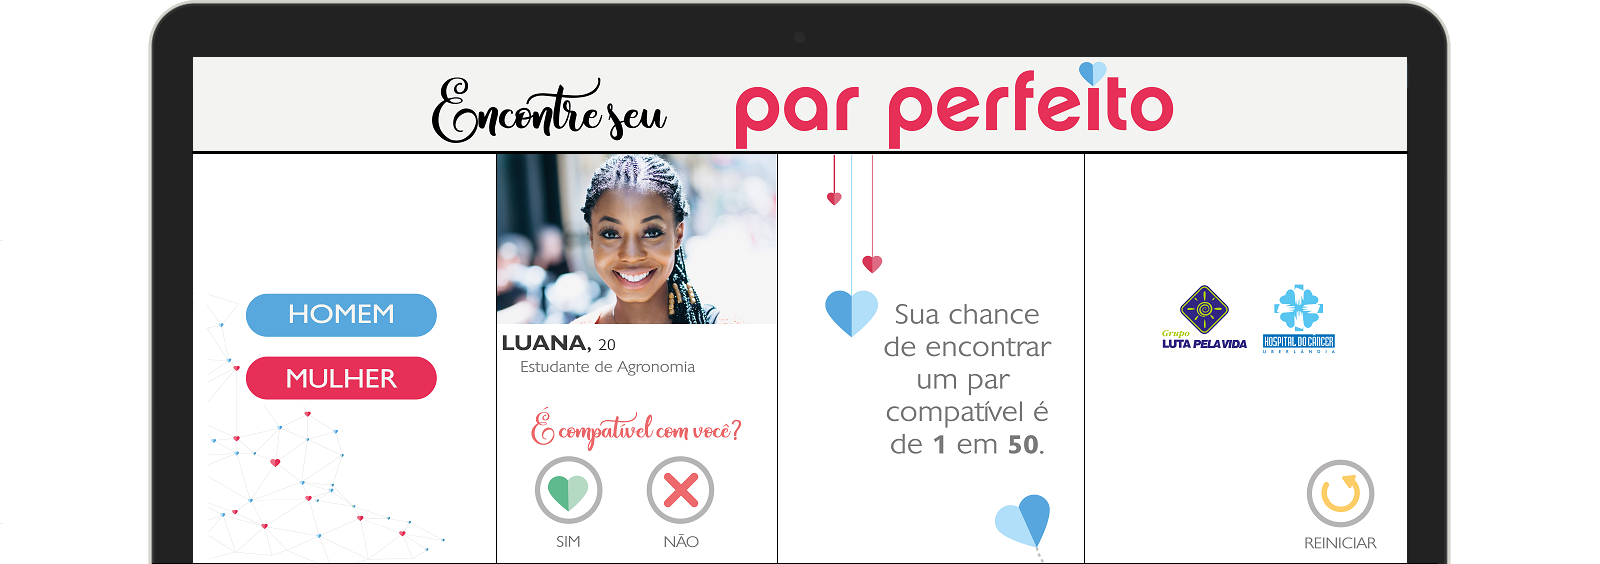 Encontre seu par perfeito
HOMEM
MULHER
LUANA, 20
Estudante de Agronomia
É compatível com você?
SIM
NÃO
Sua chance
de encontrar
um par
compatível é
de 1 em 50.
Grupo
LUTA PELA VIDA
HOSPITAL DO CÂNCER
UBERLÂNDIA
REINICIAR